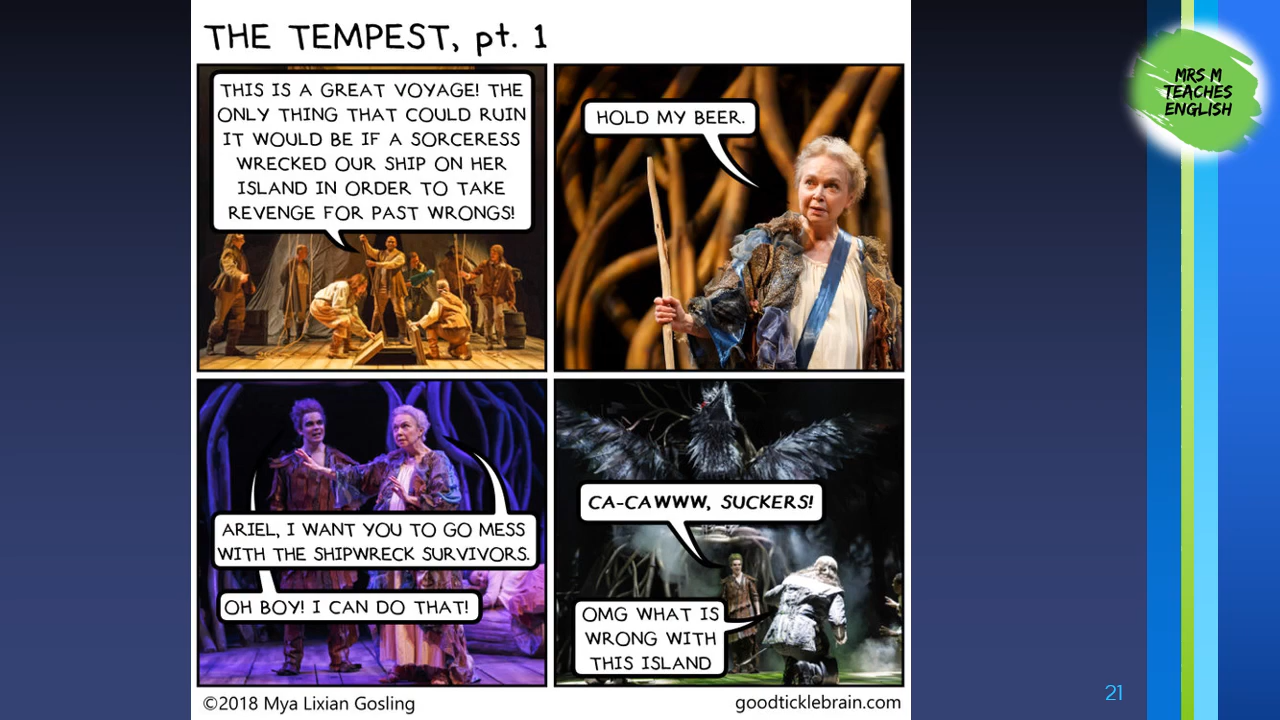 THE TEMPEST, pt. 1
THIS IS A GREAT VOYAGE! THE
ONLY THING THAT COULD RUIN
IT WOULD BE IF A SORCERESS
WRECKED OUR SHIP ON HER
ISLAND IN ORDER TO TAKE
REVENGE FOR PAST WRONGS!
HOLD MY BEER.
ARIEL, I WANT YOU TO GO MESS
WITH THE SHIPWRECK SURVIVORS.
OH BOY! I CAN DO THAT!
CA-CAWWW, SUCKERS!
OMG WHAT IS
WRONG WITH
THIS ISLAND
©2018 Mya Lixian Gosling
goodticklebrain.com
MRS M
TEACHES
ENGLISH
21